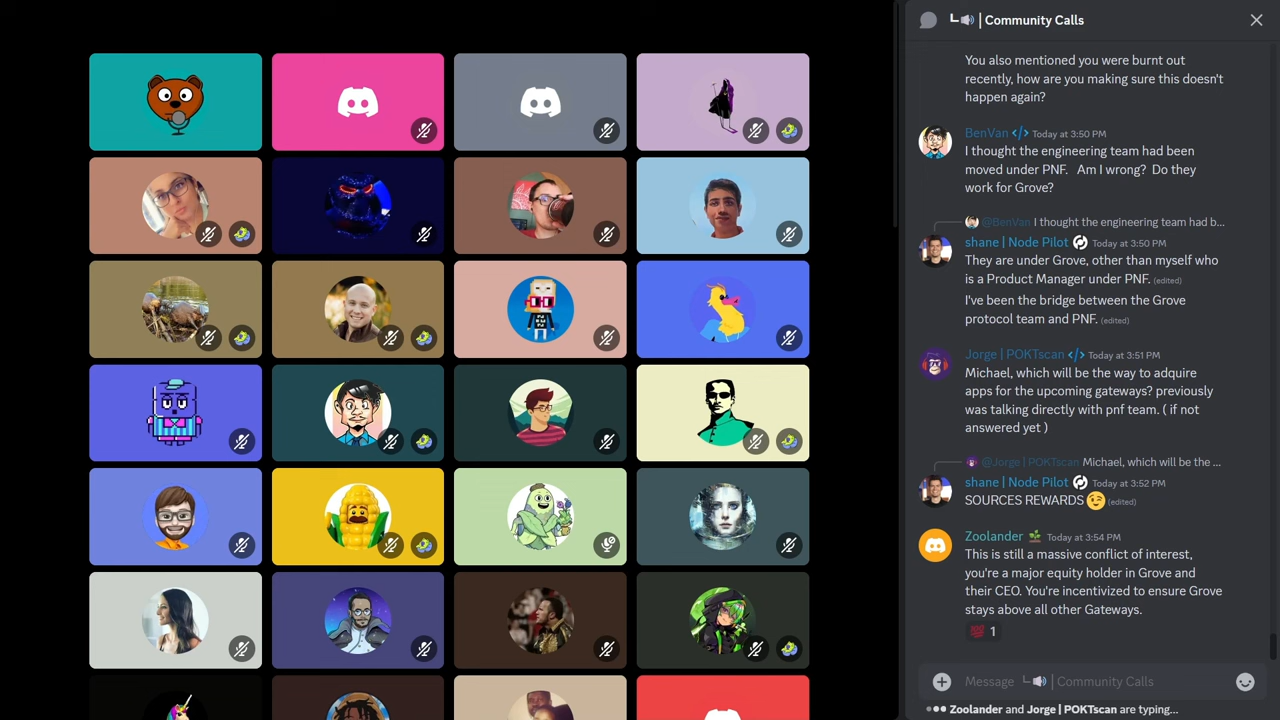 ┗🔊 | Community Calls
You also mentioned you were burnt out
recently, how are you making sure this doesn't
happen again?
BenVan </> Today at 3:50 PM
I thought the engineering team had been
moved under PNF. Am I wrong? Do they
work for Grove?
@BenVan I thought the engineering team had b...
shane | Node Pilot Today at 3:50 PM
They are under Grove, other than myself who
is a Product Manager under PNF. (edited)
I've been the bridge between the Grove
protocol team and PNF. (edited)
Jorge | POKTscan </> Today at 3:51 PM
Michael, which will be the way to adquire
apps for the upcoming gateways? previously
was talking directly with pnf team. ( if not
answered yet )
@Jorge | POKTscan Michael, which will be the ...
shane | Node Pilot Today at 3:52 PM
SOURCES REWARDS 😉 (edited)
Zoolander 🌿 Today at 3:54 PM
This is still a massive conflict of interest,
you're a major equity holder in Grove and
their CEO. You're incentivized to ensure Grove
stays above all other Gateways.
💯 1
Message ┗🔊 | Community Calls
Zoolander and Jorge | POKTscan are typing...